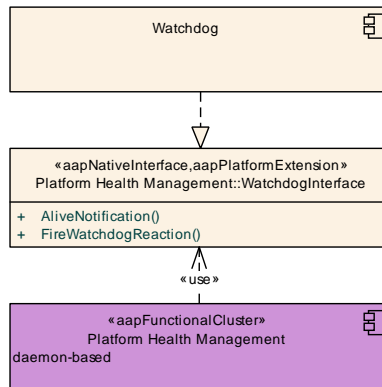 Watchdog
«aapNativeInterface,aapPlatformExtension»
Platform Health Management::WatchdogInterface
+ AliveNotification()
+ FireWatchdogReaction()
«use»
«aapFunctionalCluster»
Platform Health Management
daemon-based